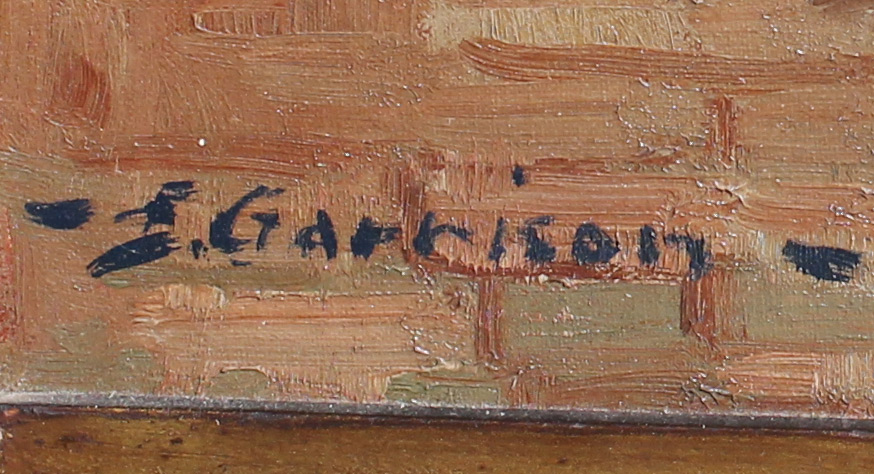 - E. GARRISON -